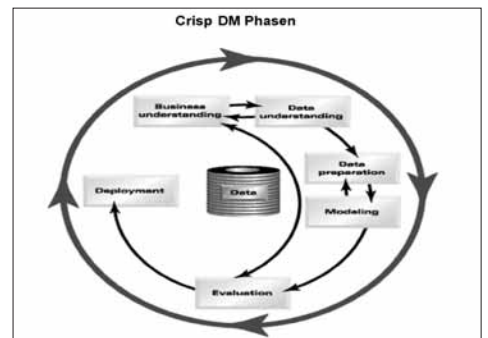 Crisp DM Phasen
Business
understanding
Data
understanding
Data
preparation
Modeling
Data
Deployment
Evaluation